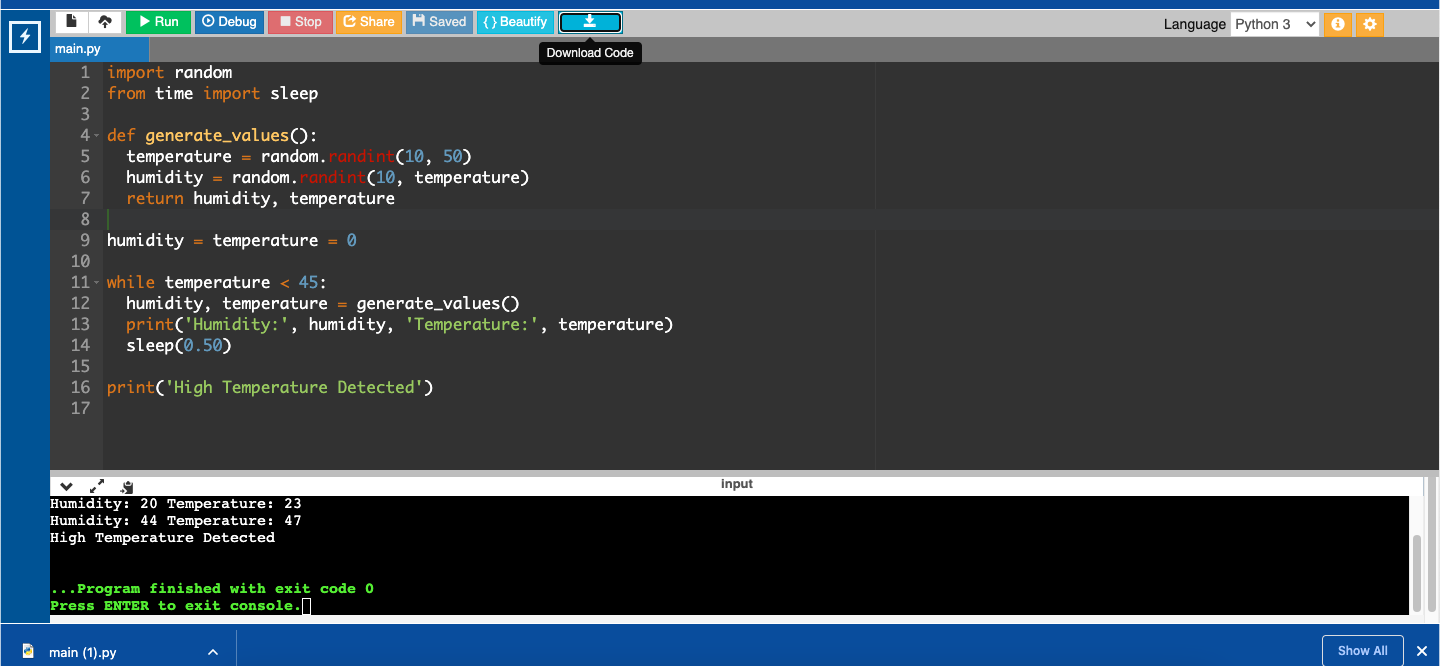 Run Debug Stop Share Saved { } Beautify Language Python 3
main.py Download Code
1 import random
2 from time import sleep
3
4 def generate_values():
5   temperature = random.randint(10, 50)
6   humidity = random.randint(10, temperature)
7   return humidity, temperature
8
9 humidity = temperature = 0
10
11 while temperature < 45:
12   humidity, temperature = generate_values()
13   print('Humidity:', humidity, 'Temperature:', temperature)
14   sleep(0.50)
15
16 print('High Temperature Detected')
17
input
Humidity: 20 Temperature: 23
Humidity: 44 Temperature: 47
High Temperature Detected
...Program finished with exit code 0
Press ENTER to exit console.
main (1).py Show All